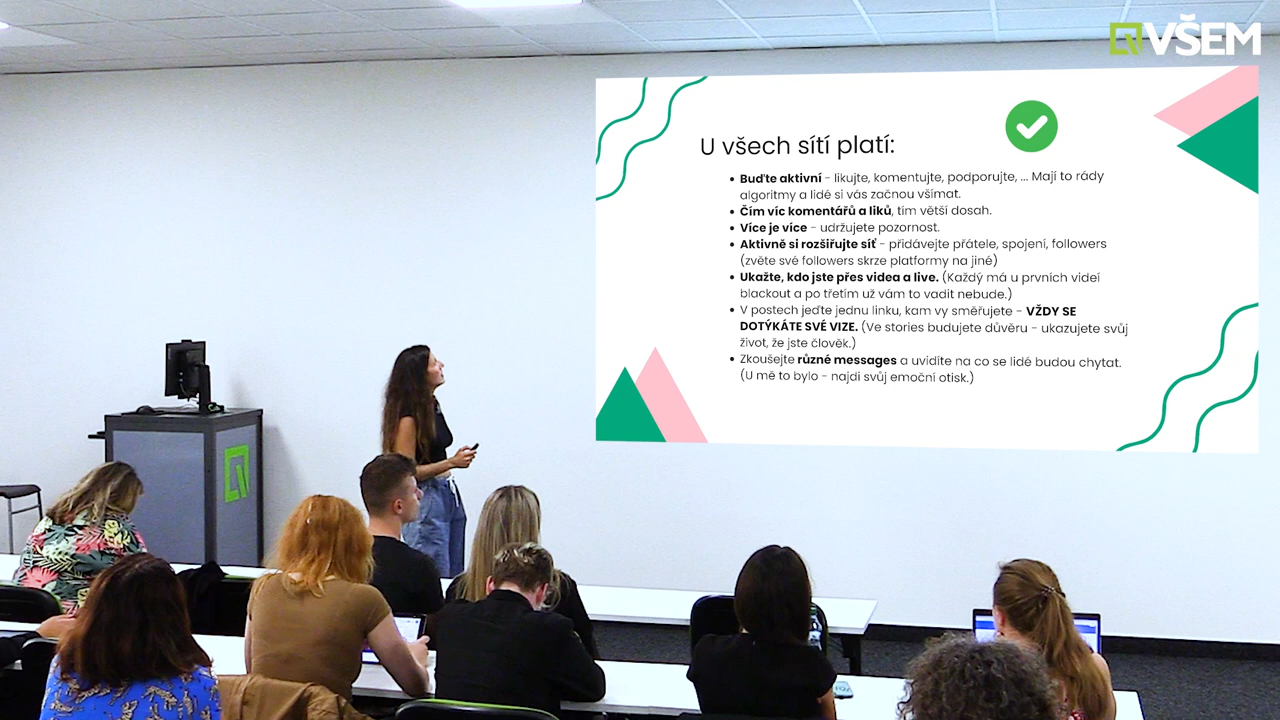 VŠEM
U všech sítí platí:
• Buďte aktivní - likujte, komentujte, podporujte, ... Mají to rády
algoritmy a lidé si vás začnou všímat.
• Čím víc komentářů a liků, tím větší dosah.
• Více je více - udržujete pozornost.
• Aktivně si rozšiřujte síť - přidávejte přátele, spojení, followers
(zvěte své followers skrze platformy na jiné)
• Ukažte, kdo jste přes videa a live. (Každý má u prvních videí
blackout a po třetím už vám to vadit nebude.)
• V postech jeďte jednu linku, kam vy směřujete - VŽDY SE
DOTÝKÁTE SVÉ VIZE. (Ve stories budujete důvěru - ukazujete svůj
život, že jste člověk.)
• Zkoušejte různé messages a uvidíte na co se lidé budou chytat.
(U mě to bylo - najdi svůj emoční otisk.)